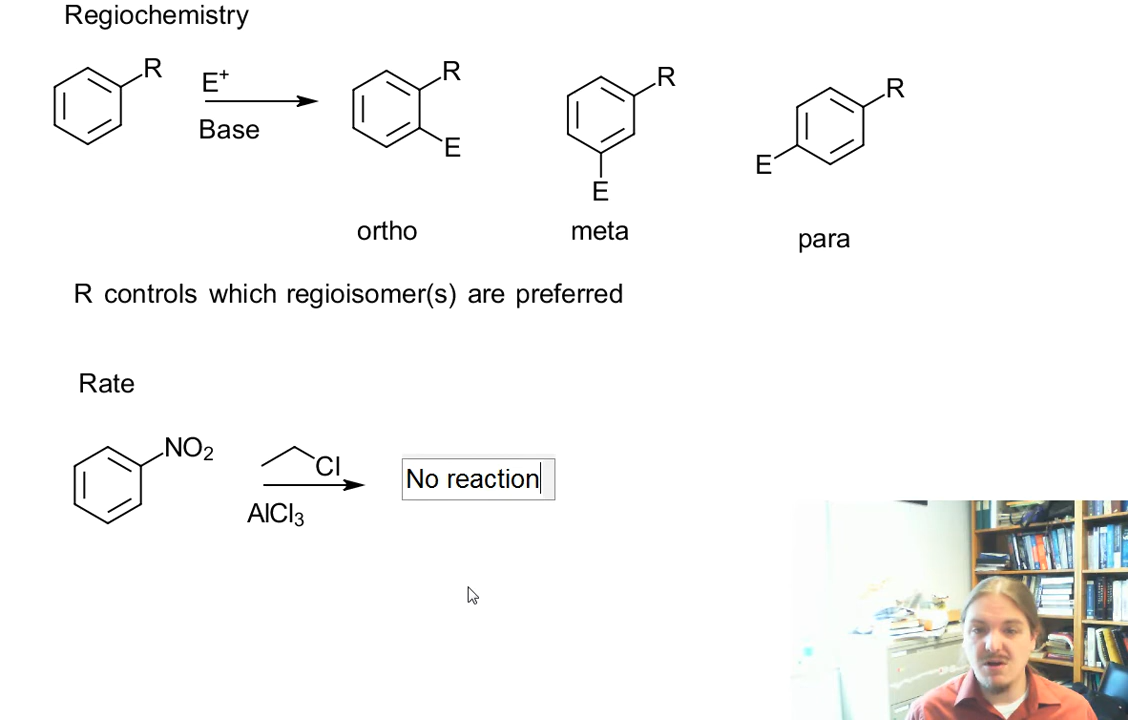 Regiochemistry
R
E⁺
Base
R
E
R
E
R
E
ortho
meta
para
R controls which regioisomer(s) are preferred
Rate
NO₂
Cl
AlCl₃
No reaction